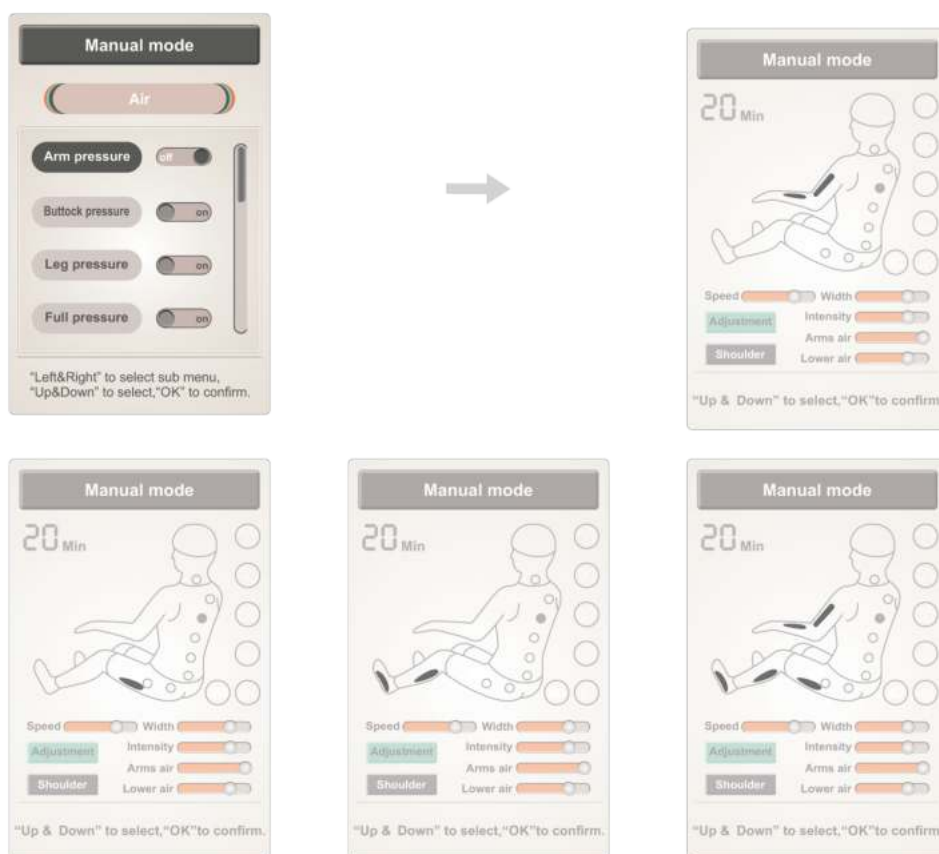 Manual mode
Air
Arm pressure off
Buttock pressure on
Leg pressure on
Full pressure on
"Left&Right" to select sub menu,
"Up&Down" to select,"OK" to confirm.
Manual mode
20 Min
Speed Width
Adjustment Intensity
Arms air
Shoulder Lower air
"Up & Down" to select,"OK"to confirm
Manual mode
20 Min
Speed Width
Adjustment Intensity
Arms air
Shoulder Lower air
"Up & Down" to select,"OK"to confirm.
Manual mode
20 Min
Speed Width
Adjustment Intensity
Arms air
Shoulder Lower air
"Up & Down" to select,"OK"to confirm.
Manual mode
20 Min
Speed Width
Adjustment Intensity
Arms air
Shoulder Lower air
"Up & Down" to select,"OK"to confirm